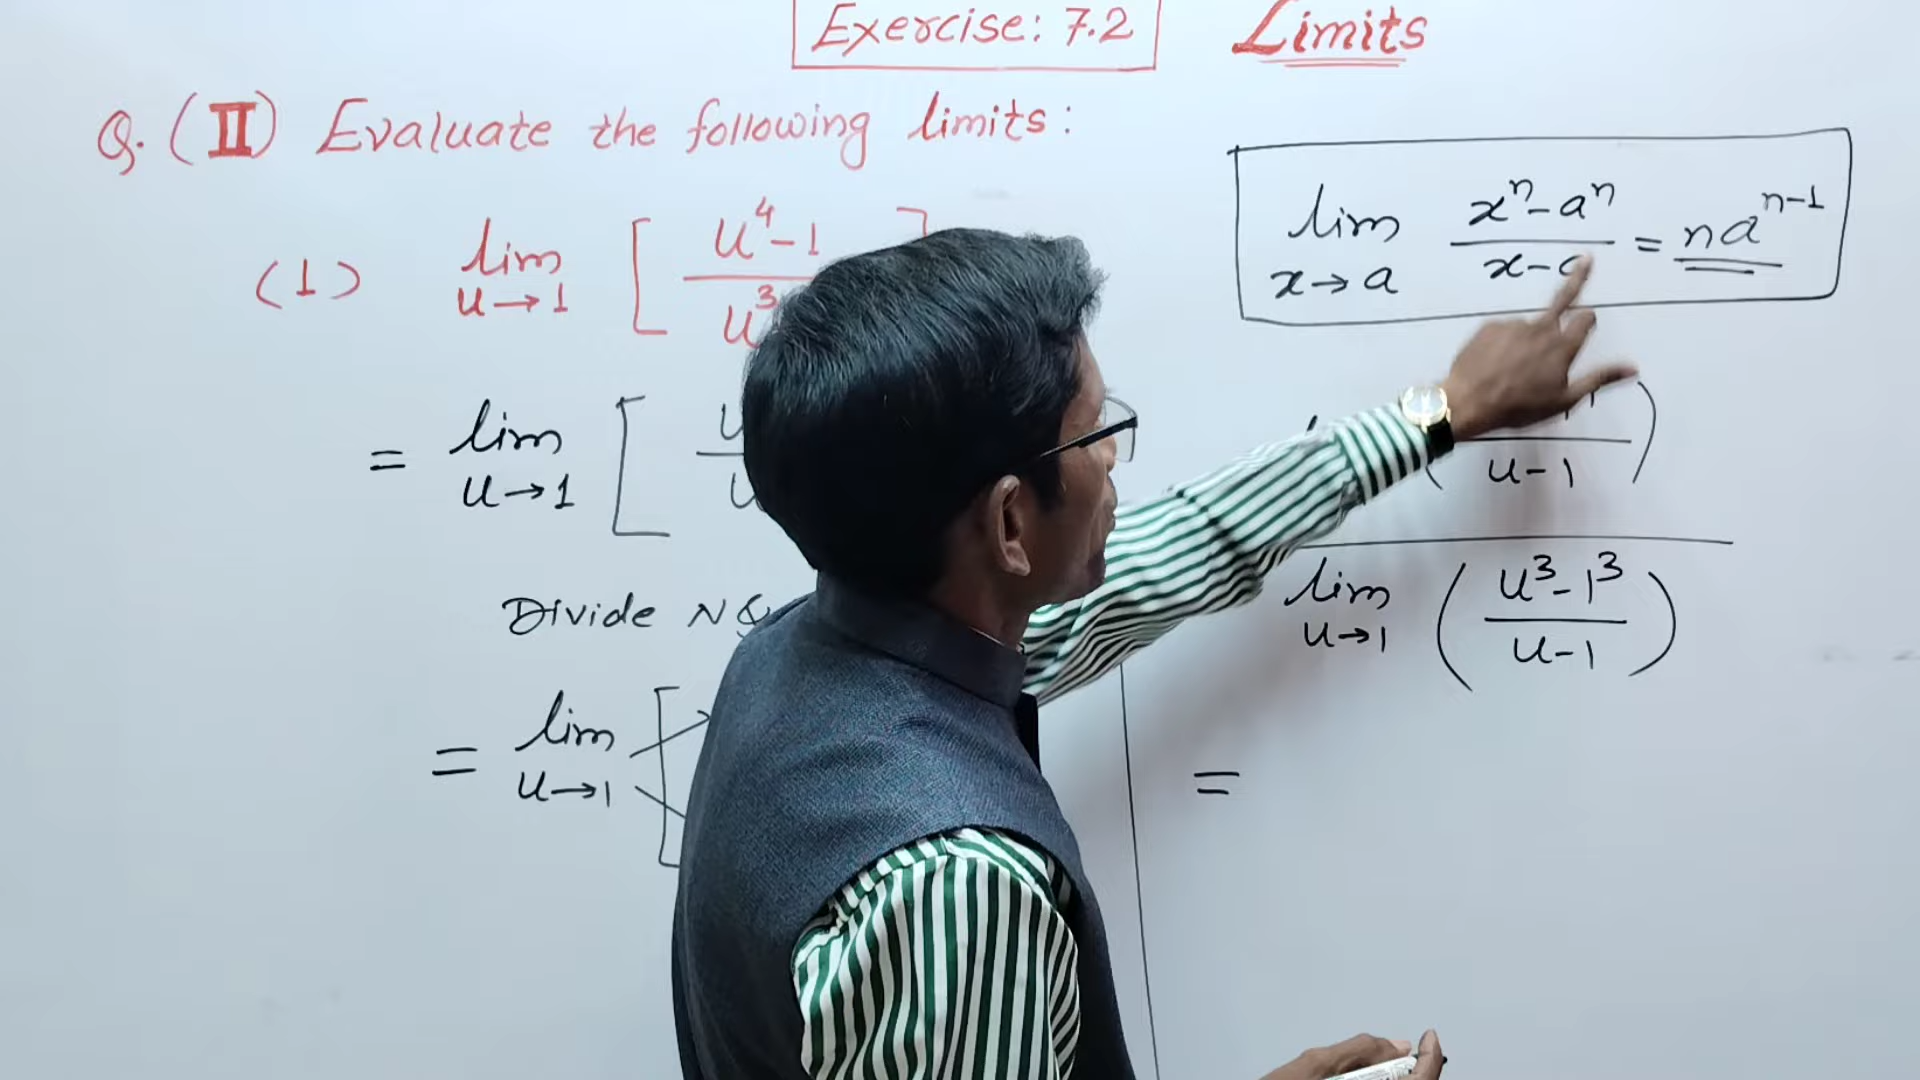 Exercise: 7.2 Limits
Q. (II) Evaluate the following limits:
(1) lim u→1 [ u⁴-1 / u³
lim x→a xⁿ-aⁿ / x-a = naⁿ⁻¹
= lim u→1 [ u / u
u-1
Divide N &
lim u→1 ( u³-1³ / u-1 )
= lim u→1 [
=